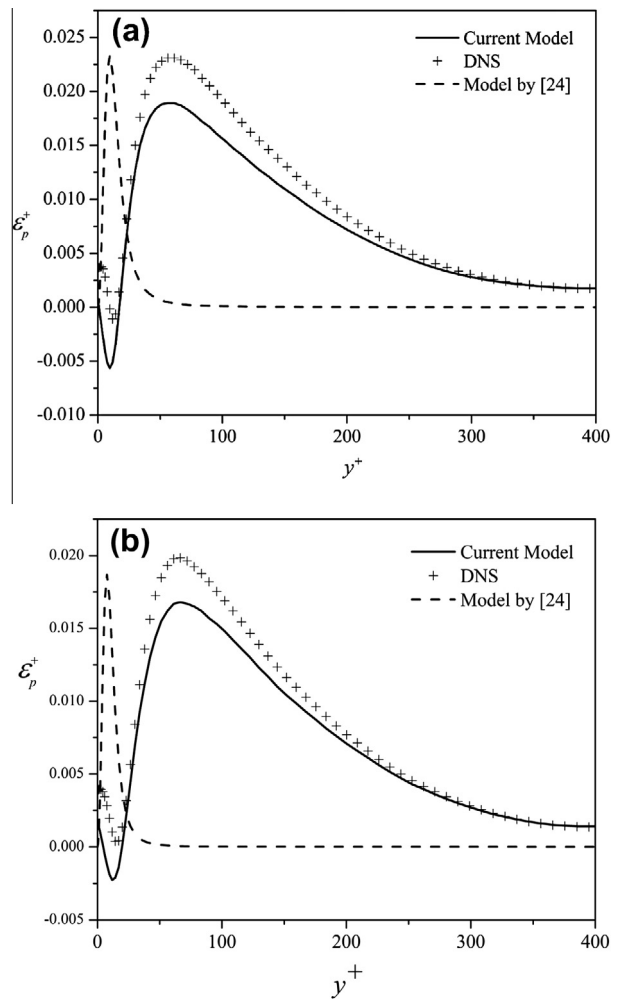 (a)
Current Model
DNS
Model by [24]
0.025
0.020
0.015
0.010
0.005
0.000
-0.005
-0.010
εp+
0 100 200 300 400
y+
(b)
Current Model
DNS
Model by [24]
0.020
0.015
0.010
0.005
0.000
-0.005
εp+
0 100 200 300 400
y+